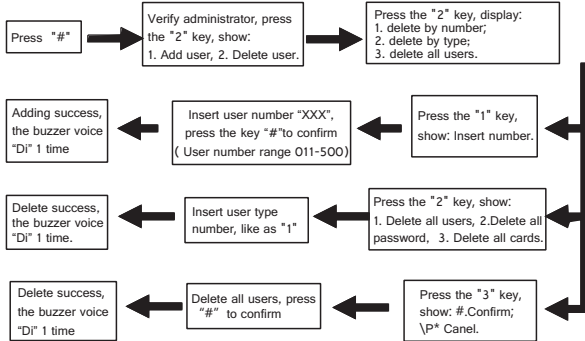 Press "#"
Verify administrator, press
the "2" key, show:
1. Add user, 2. Delete user.
Press the "2" key, display:
1. delete by number;
2. delete by type;
3. delete all users.
Adding success,
the buzzer voice
"Di" 1 time
Insert user number “XXX”,
press the key “#”to confirm
( User number range 011-500)
Press the "1" key,
show: Insert number.
Delete success,
the buzzer voice
"Di" 1 time.
Insert user type
number, like as "1"
Press the "2" key, show:
1. Delete all users, 2.Delete all
password, 3. Delete all cards.
Delete success,
the buzzer voice
"Di" 1 time
Delete all users, press
“#” to confirm
Press the "3" key,
show: #.Confirm;
\P* Canel.